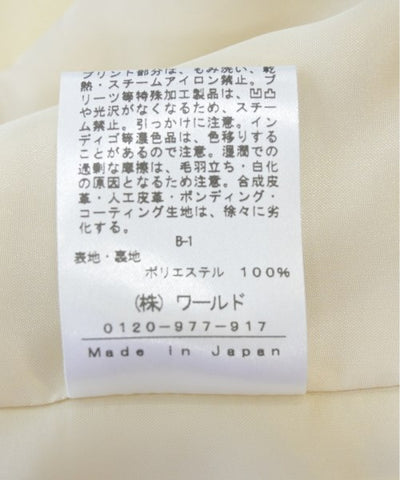 プリント部分は、もみ洗い、乾
熱・スチームアイロン禁止。プ
リーツ等特殊加工製品は、凹凸
や光沢がなくなるため、スチー
ム禁止。引っかけに注意。イン
ディゴ等濃色品は、色移りする
ことがあるので注意。湿潤での
過剰な摩擦は、毛羽立ち・白化
の原因となるため注意。合成皮
革・人工皮革・ボンディング・
コーティング生地は、徐々に劣
化する。
B-1
表地・裏地
ポリエステル 100%
(株) ワールド
0120-977-917
Made in Japan